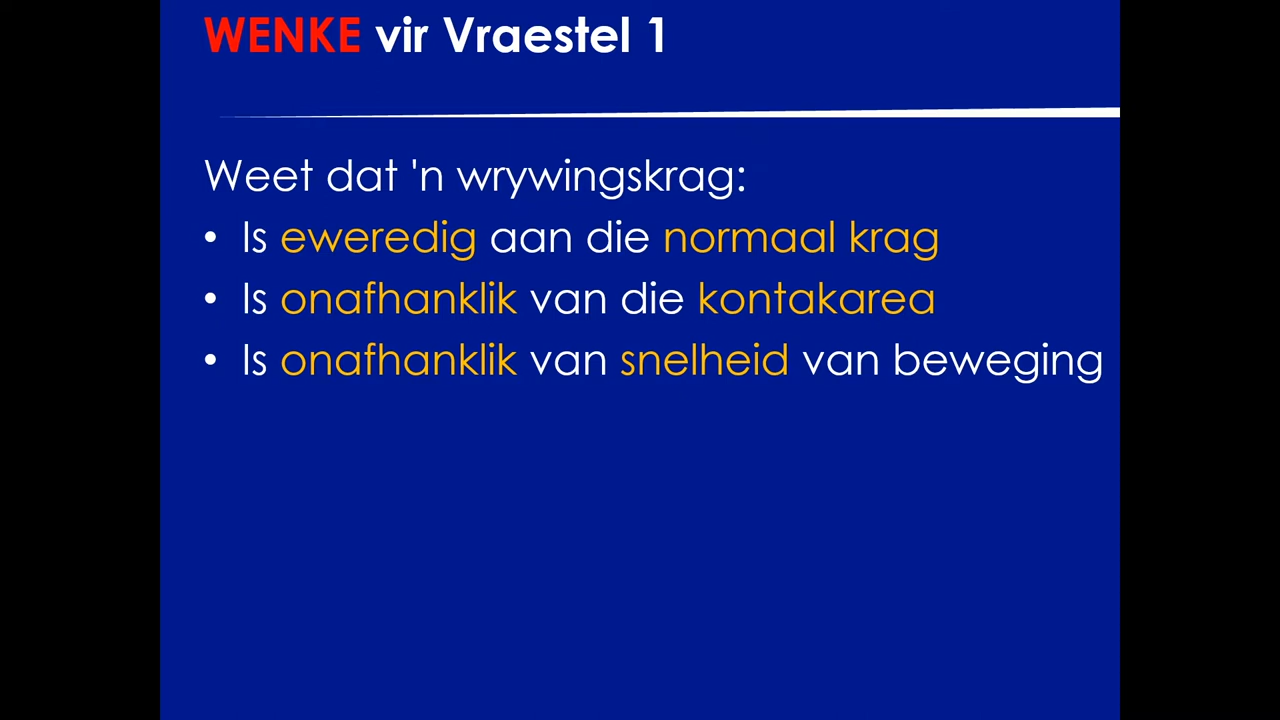 WENKE vir Vraestel 1
Weet dat 'n wrywingskrag:
• Is eweredig aan die normaal krag
• Is onafhanklik van die kontakarea
• Is onafhanklik van snelheid van beweging